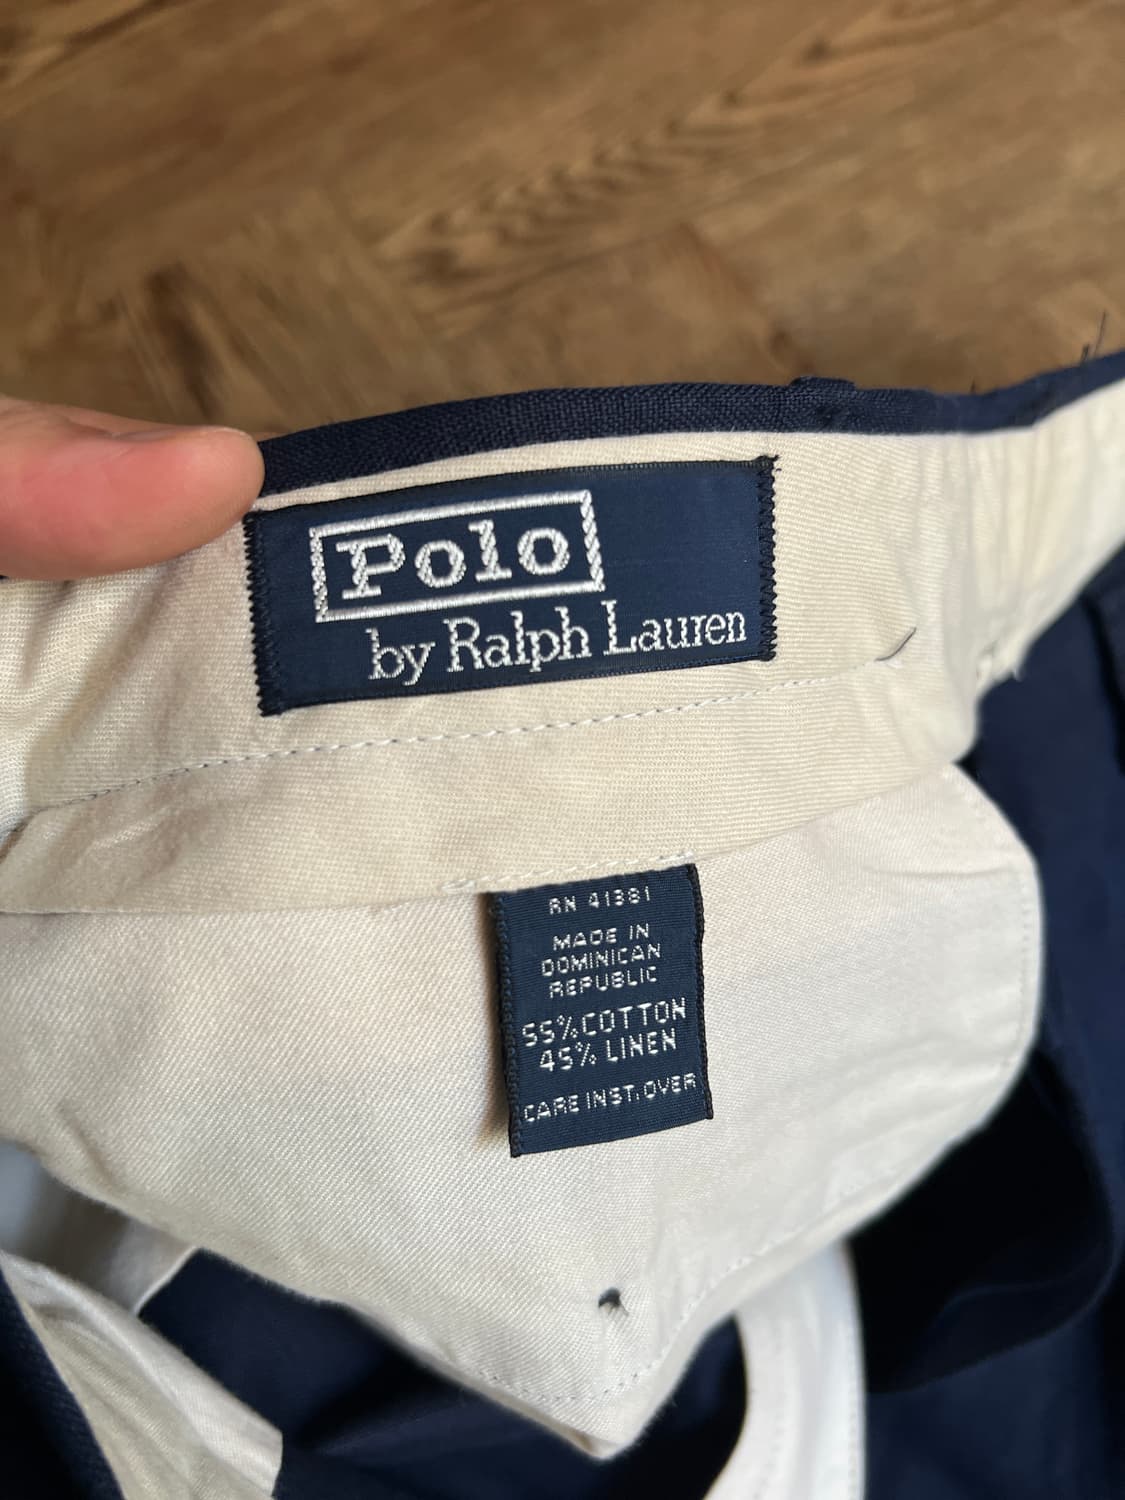 Polo
by Ralph Lauren
RN 41381
MADE IN
DOMINICAN
REPUBLIC
55% COTTON
45% LINEN
CARE INST. OVER